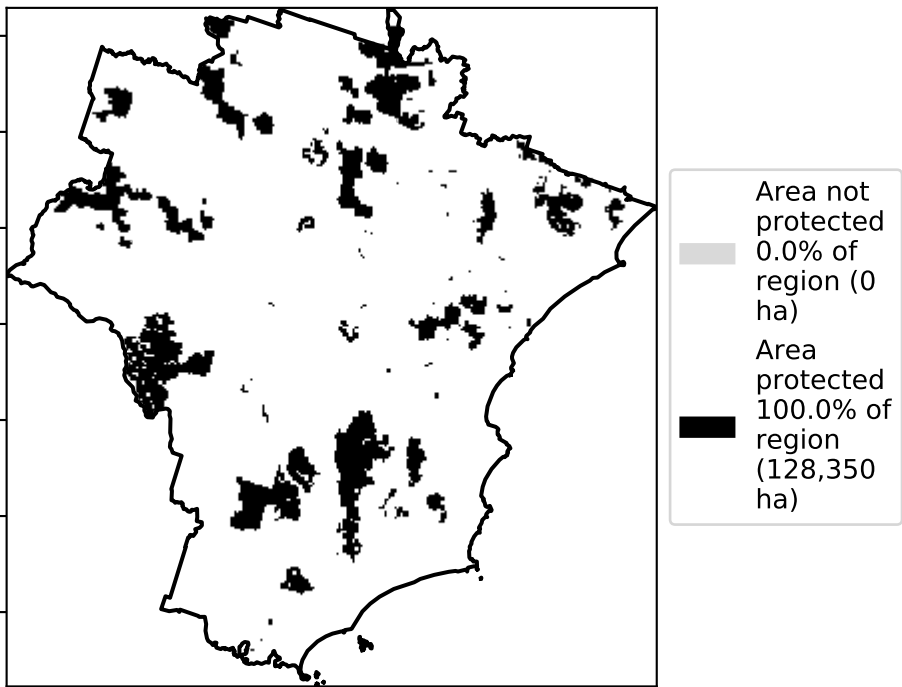 Area not
protected
0.0% of
region (0
ha)
Area
protected
100.0% of
region
(128,350
ha)